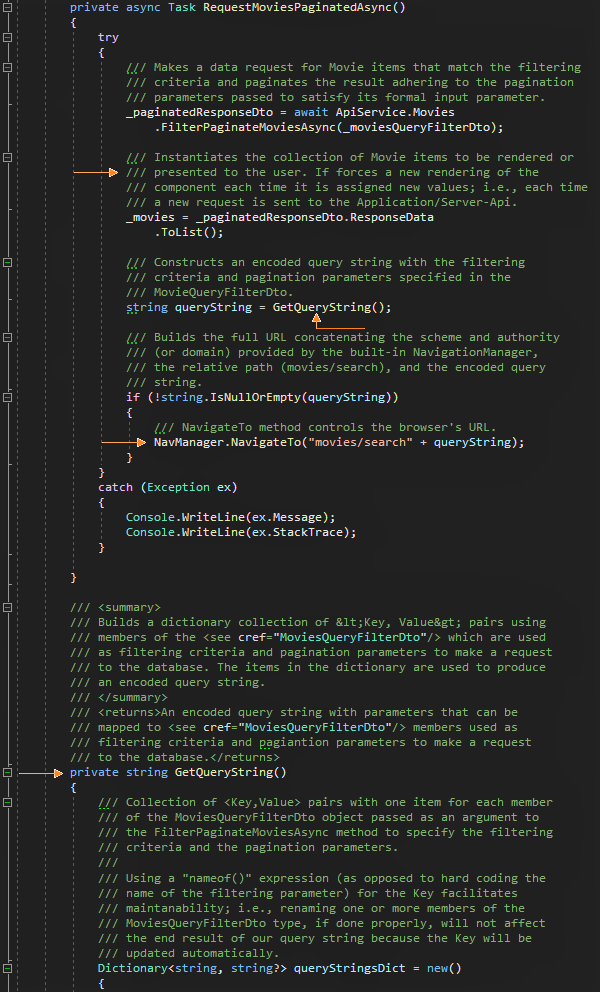 private async Task RequestMoviesPaginatedAsync()
{
try
{
/// Makes a data request for Movie items that match the filtering
/// criteria and paginates the result adhering to the pagination
/// parameters passed to satisfy its formal input parameter.
_paginatedResponseDto = await ApiService.Movies
.FilterPaginateMoviesAsync(_moviesQueryFilterDto);
/// Instantiates the collection of Movie items to be rendered or
/// presented to the user. If forces a new rendering of the
/// component each time it is assigned new values; i.e., each time
/// a new request is sent to the Application/Server-Api.
_movies = _paginatedResponseDto.ResponseData
.ToList();
/// Constructs an encoded query string with the filtering
/// criteria and pagination parameters specified in the
/// MovieQueryFilterDto.
string queryString = GetQueryString();
/// Builds the full URL concatenating the scheme and authority
/// (or domain) provided by the built-in NavigationManager,
/// the relative path (movies/search), and the encoded query
/// string.
if (!string.IsNullOrEmpty(queryString))
{
/// NavigateTo method controls the browser's URL.
NavManager.NavigateTo("movies/search" + queryString);
}
}
catch (Exception ex)
{
Console.WriteLine(ex.Message);
Console.WriteLine(ex.StackTrace);
}
}
/// <summary>
/// Builds a dictionary collection of &lt;Key, Value&gt; pairs using
/// members of the <see cref="MoviesQueryFilterDto"/> which are used
/// as filtering criteria and pagination parameters to make a request
/// to the database. The items in the dictionary are used to produce
/// an encoded query string.
/// </summary>
/// <returns>An encoded query string with parameters that can be
/// mapped to <see cref="MoviesQueryFilterDto"/> members used as
/// filtering criteria and pagiantion parameters to make a request
/// to the database.</returns>
private string GetQueryString()
{
/// Collection of <Key,Value> pairs with one item for each member
/// of the MoviesQueryFilterDto object passed as an argument to
/// the FilterPaginateMoviesAsync method to specify the filtering
/// criteria and the pagination parameters.
///
/// Using a "nameof()" expression (as opposed to hard coding the
/// name of the filtering parameter) for the Key facilitates
/// maintanability; i.e., renaming one or more members of the
/// MoviesQueryFilterDto type, if done properly, will not affect
/// the end result of our query string because the Key will be
/// updated automatically.
Dictionary<string, string?> queryStringsDict = new()
{